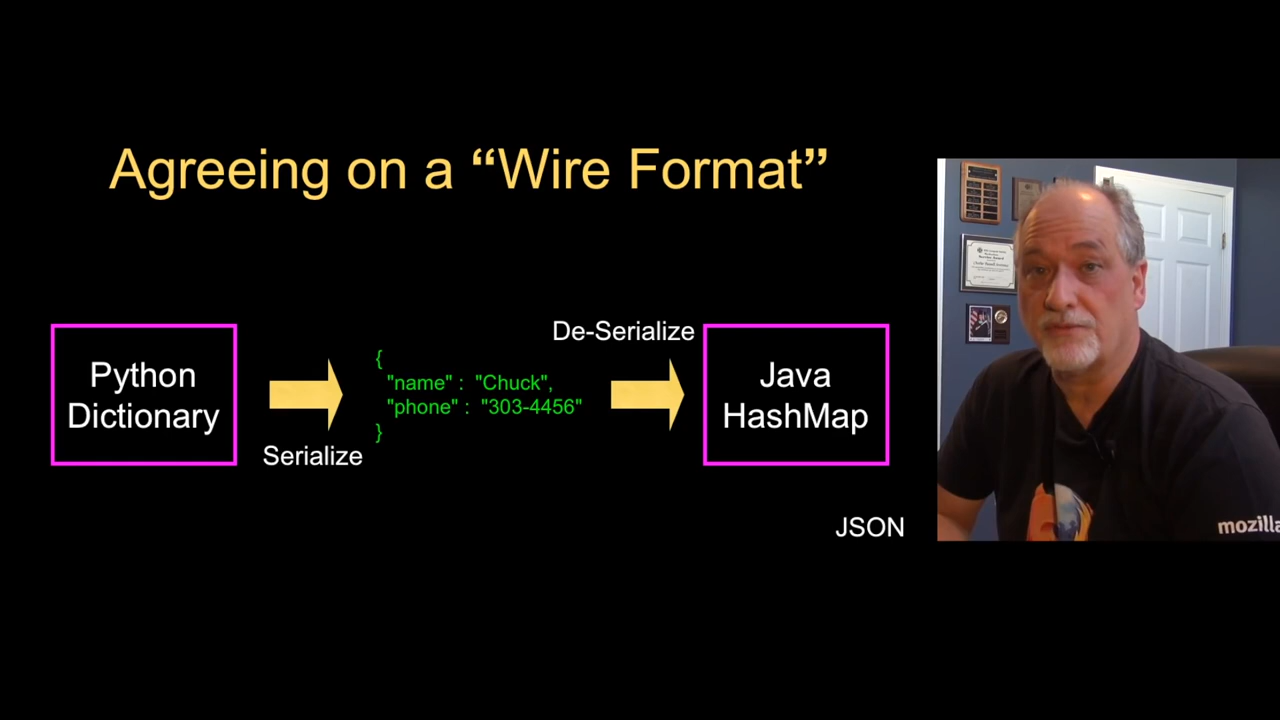 Agreeing on a “Wire Format”
Python
Dictionary
Serialize
{
"name" : "Chuck",
"phone" : "303-4456"
}
De-Serialize
Java
HashMap
JSON
mozilla